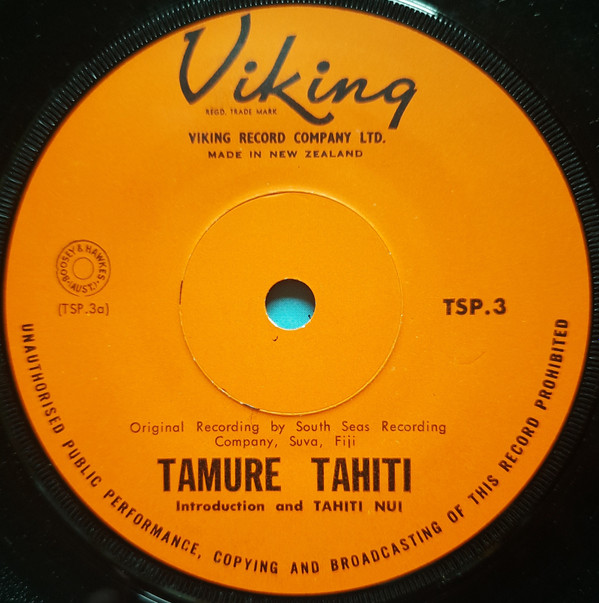 Viking
REGD. TRADE MARK
VIKING RECORD COMPANY LTD.
MADE IN NEW ZEALAND
BOOSEY & HAWKES
(AUST.)
(TSP.3a)
TSP.3
Original Recording by South Seas Recording
Company, Suva, Fiji
TAMURE TAHITI
Introduction and TAHITI NUI
UNAUTHORISED PUBLIC PERFORMANCE, COPYING AND BROADCASTING OF THIS RECORD PROHIBITED